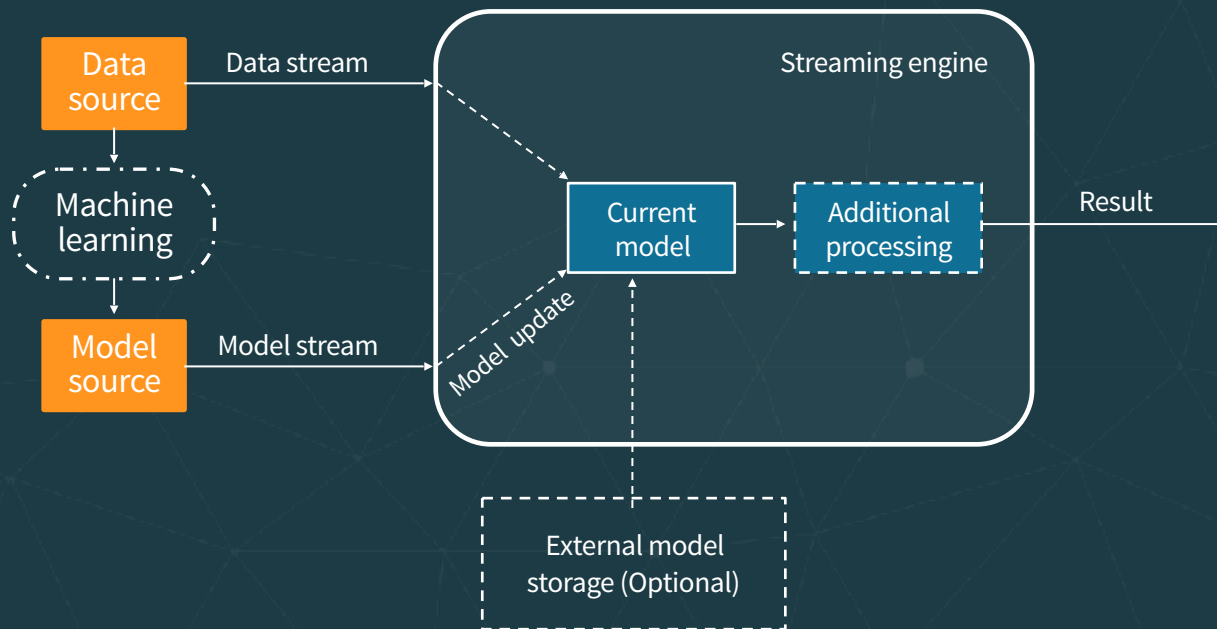 Data
source
Data stream
Streaming engine
Machine
learning
Current
model
Additional
processing
Result
Model update
Model
source
Model stream
External model
storage (Optional)